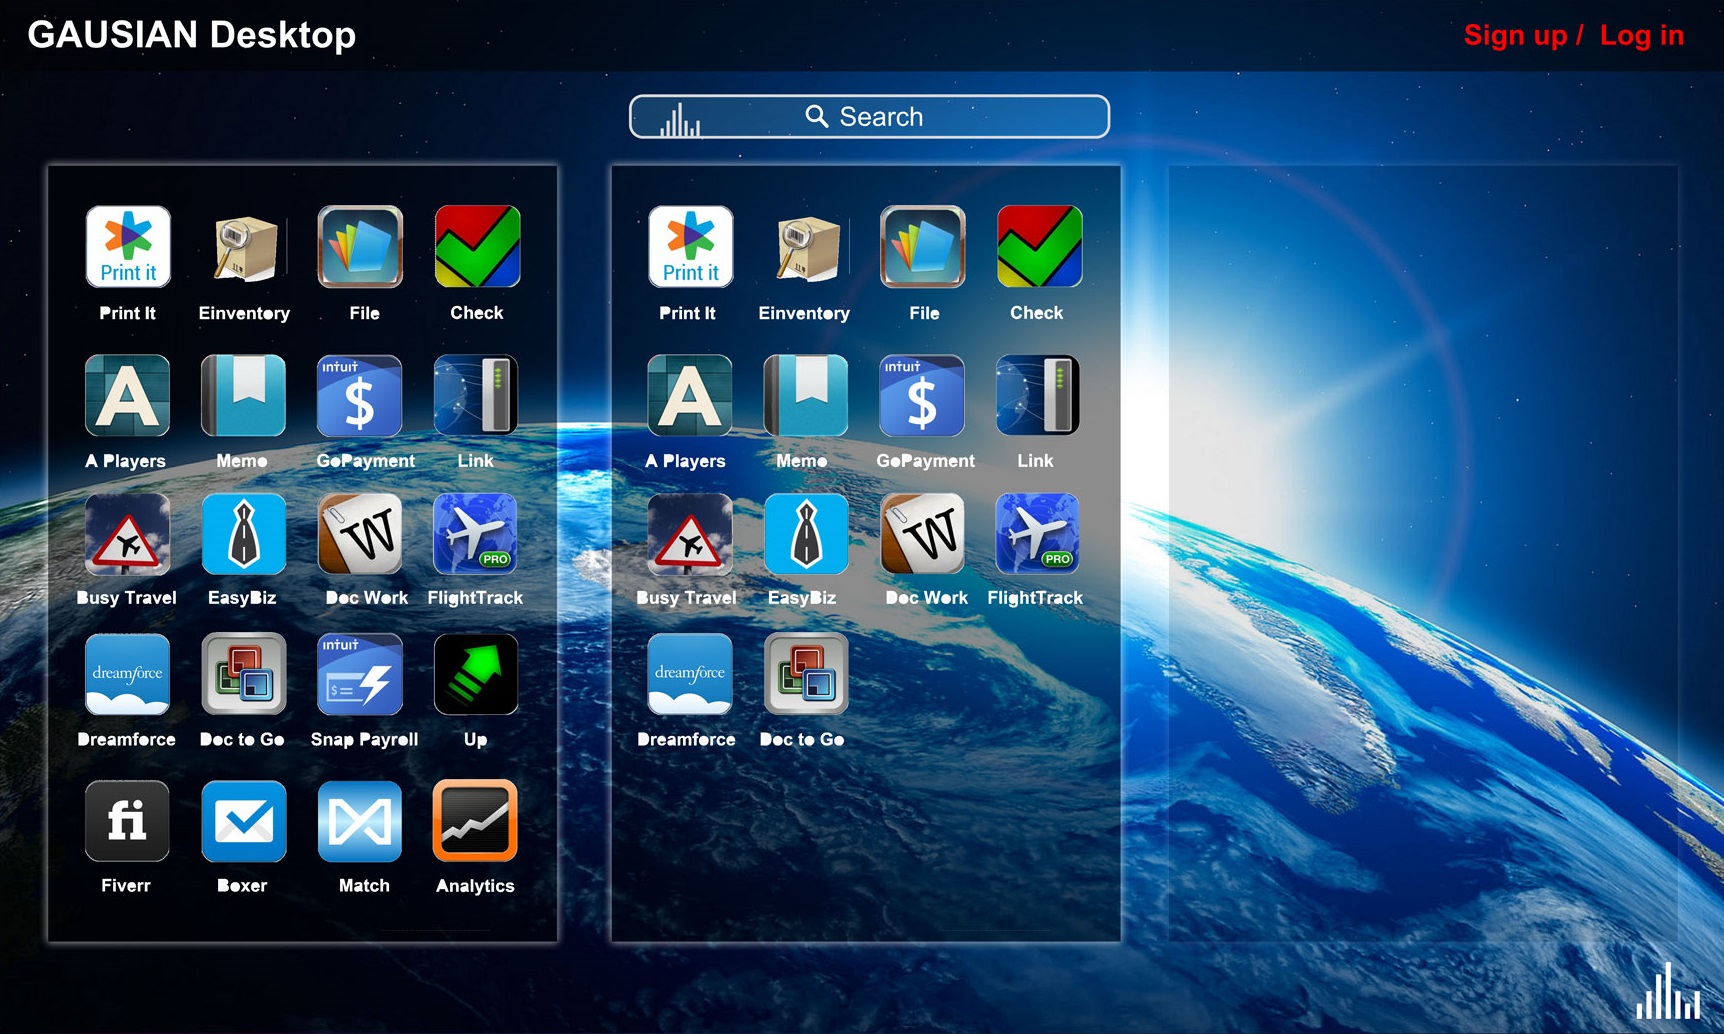 GAUSIAN Desktop
Sign up / Log in
Search
Print it
Print It
Einventory
File
Check
A
intuit
$
A Players
Memo
GoPayment
Link
W
PRO
Busy Travel
EasyBiz
Doc Work
FlightTrack
dreamforce
intuit
$=
Dreamforce
Doc to Go
Snap Payroll
Up
fi
Fiverr
Boxer
Match
Analytics
Print it
Print It
Einventory
File
Check
A
intuit
$
A Players
Memo
GoPayment
Link
W
PRO
Busy Travel
EasyBiz
Doc Work
FlightTrack
dreamforce
Dreamforce
Doc to Go